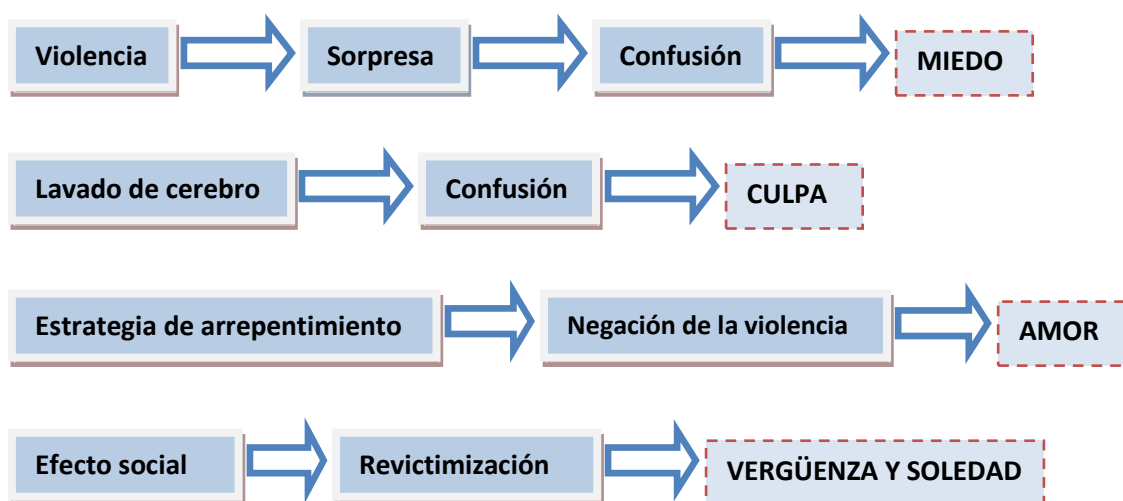 Violencia Sorpresa Confusión MIEDO
Lavado de cerebro Confusión CULPA
Estrategia de arrepentimiento Negación de la violencia AMOR
Efecto social Revictimización VERGÜENZA Y SOLEDAD